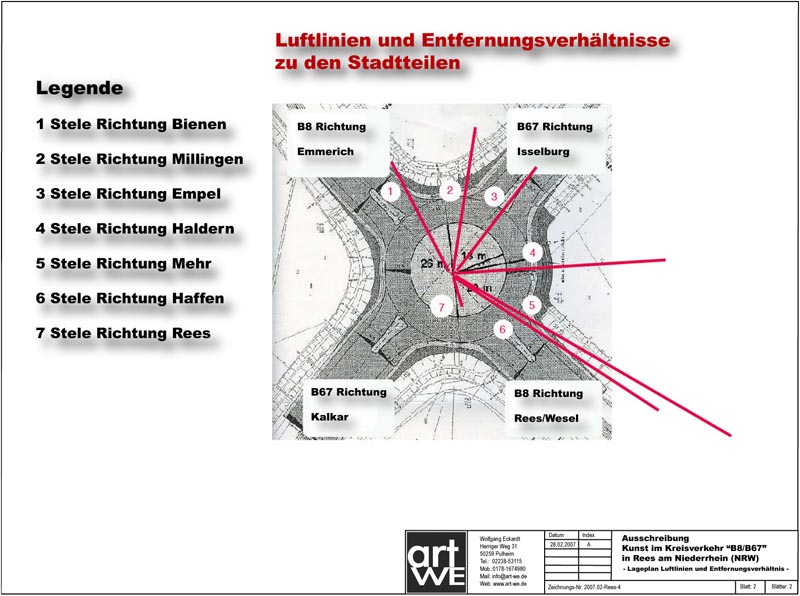 Luftlinien und Entfernungsverhältnisse
zu den Stadtteilen
Legende
1 Stele Richtung Bienen
2 Stele Richtung Millingen
3 Stele Richtung Empel
4 Stele Richtung Haldern
5 Stele Richtung Mehr
6 Stele Richtung Haffen
7 Stele Richtung Rees
B8 Richtung
Emmerich
B67 Richtung
Isselburg
1
2
3
4
5
6
7
26 m
B67 Richtung
Kalkar
B8 Richtung
Rees/Wesel
art
WE
Wolfgang Eckardt
Herriger Weg 31
50259 Pulheim
Tel.: 02238-53115
Mob.:0178-1674980
Mail: info@art-we.de
Web: www.art-we.de
Datum Index
28.02.2007 A
Zeichnungs-Nr. 2007.02-Rees-4
Ausschreibung
Kunst im Kreisverkehr “B8/B67”
in Rees am Niederrhein (NRW)
- Lageplan Luftlinien und Entfernungsverhältnis -
Blatt: 2 Blätter: 2